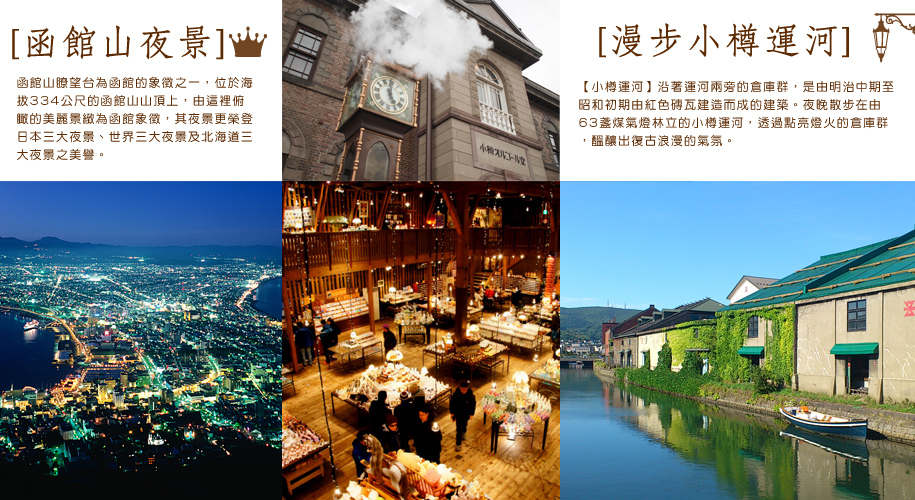 [函館山夜景]
函館山瞭望台為函館的象徵之一，位於海
拔334公尺的函館山山頂上，由這裡俯
瞰的美麗景緻為函館象徵，其夜景更榮登
日本三大夜景、世界三大夜景及北海道三
大夜景之美譽。
小樽オルゴール堂
[漫步小樽運河]
【小樽運河】沿著運河兩旁的倉庫群，是由明治中期至
昭和初期由紅色磚瓦建造而成的建築。夜晚散步在由
63盞煤氣燈林立的小樽運河，透過點亮燈火的倉庫群
，醞釀出復古浪漫的氣氛。